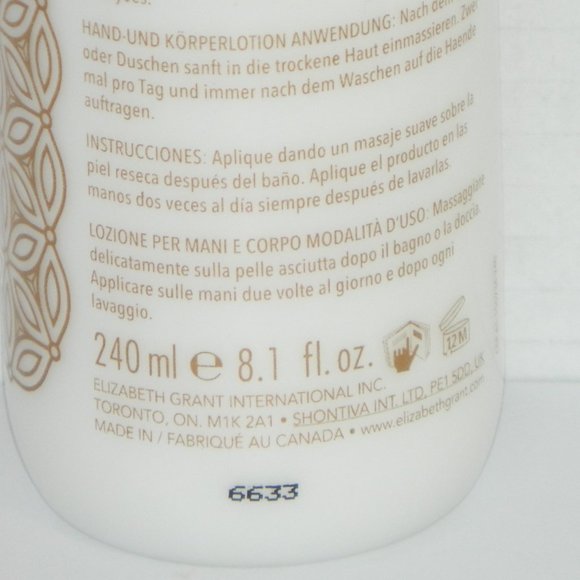 HAND-UND KÖRPERLOTION ANWENDUNG: Nach dem
oder Duschen sanft in die trockene Haut einmassieren. Zwei
mal pro Tag und immer nach dem Waschen auf die Haende
auftragen.
INSTRUCCIONES: Aplique dando un masaje suave sobre la
piel reseca después del baño. Aplique el producto en las
manos dos veces al día siempre después de lavarlas.
LOZIONE PER MANI E CORPO MODALITÀ D'USO: Massaggiare
delicatamente sulla pelle asciutta dopo il bagno o la doccia.
Applicare sulle mani due volte al giorno e dopo ogni
lavaggio.
240 ml e 8.1 fl. oz.
12 M
ELIZABETH GRANT INTERNATIONAL INC.
TORONTO, ON. M1K 2A1 • SHONTIVA INT. LTD, PE1 5DD, UK
MADE IN / FABRIQUÉ AU CANADA • www.elizabethgrant.com
6633